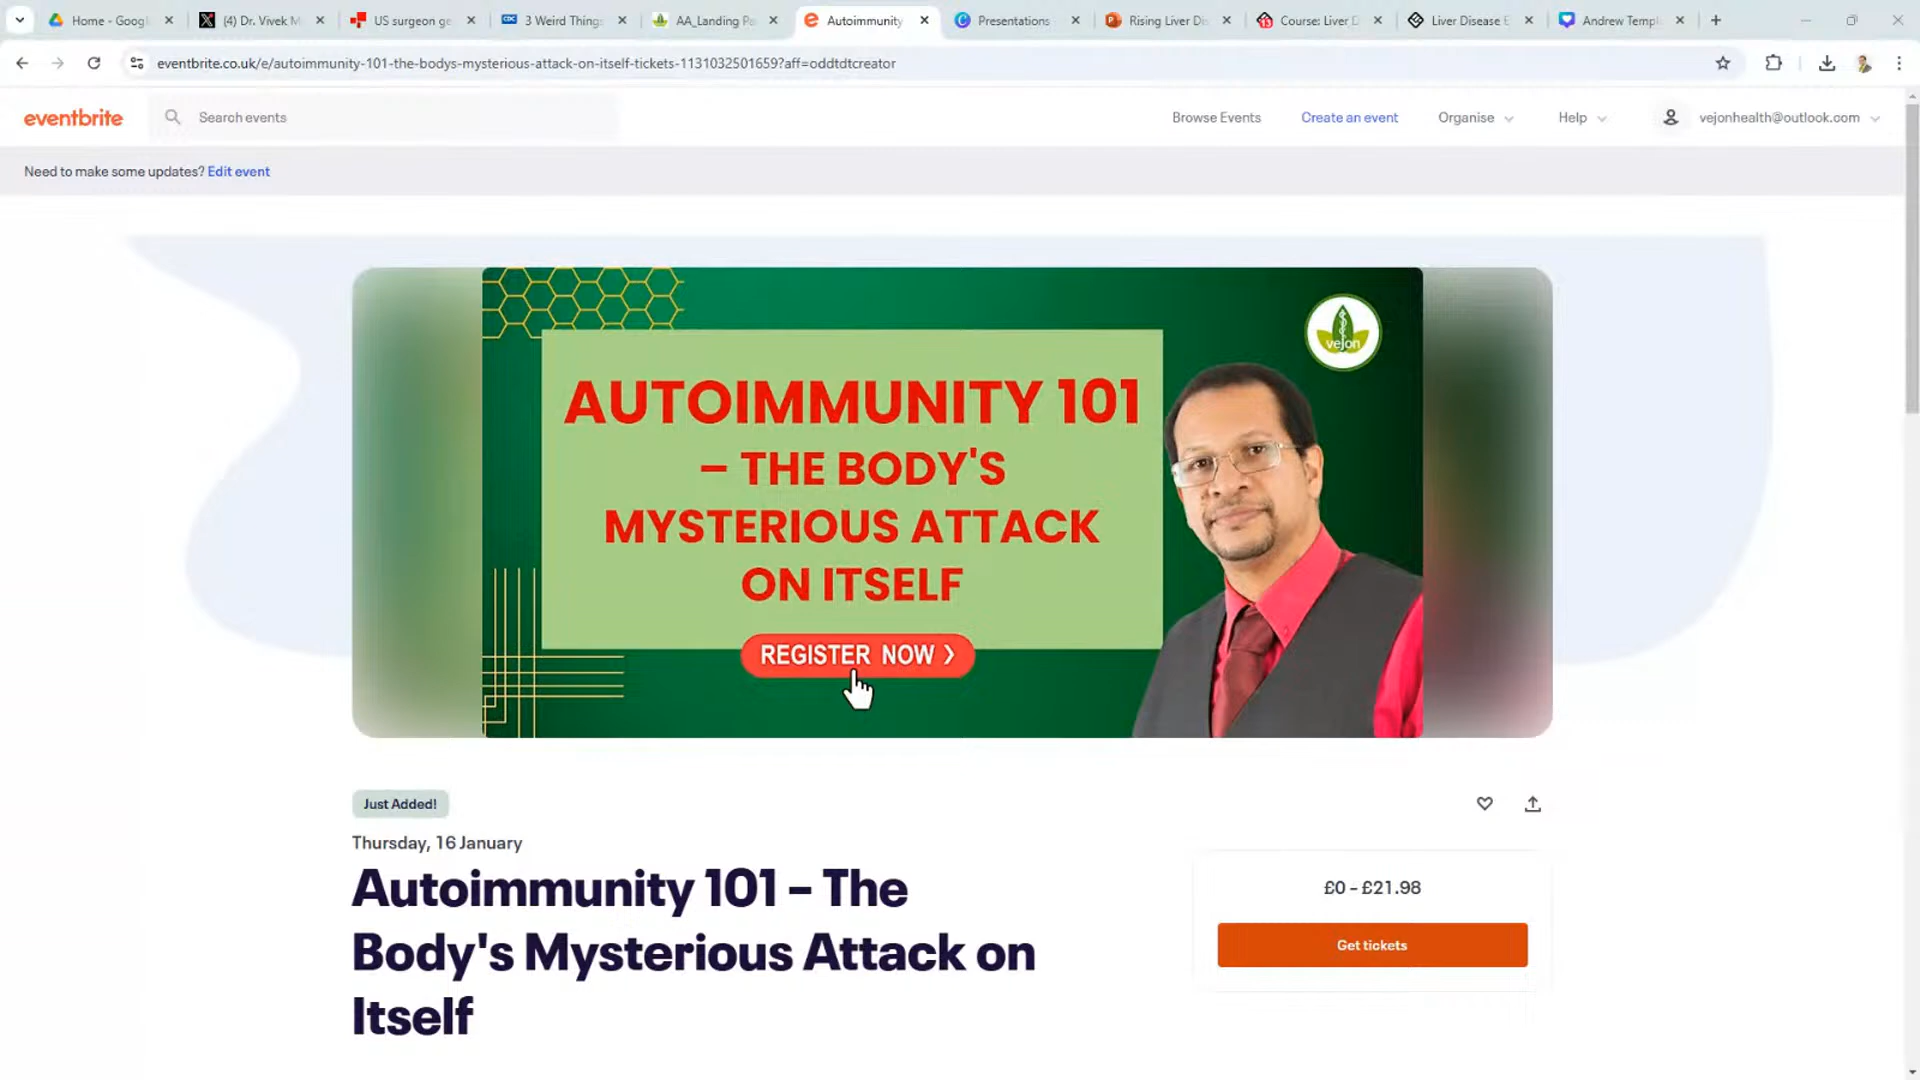 Home - Googl
(4) Dr. Vivek M
US surgeon ge
CDC
3 Weird Thing
AA_Landing Pa
Autoimmunity
Presentations
Rising Liver Di
Course: Liver D
Liver Disease E
Andrew Templ
eventbrite.co.uk/e/autoimmunity-101-the-bodys-mysterious-attack-on-itself-tickets-1131032501659?aff=oddtdtcreator
eventbrite
Search events
Browse Events
Create an event
Organise
Help
vejonhealth@outlook.com
Need to make some updates? Edit event
vejon
AUTOIMMUNITY 101
– THE BODY'S
MYSTERIOUS ATTACK
ON ITSELF
REGISTER NOW
Just Added!
Thursday, 16 January
Autoimmunity 101 – The
Body's Mysterious Attack on
Itself
£0 – £21.98
Get tickets